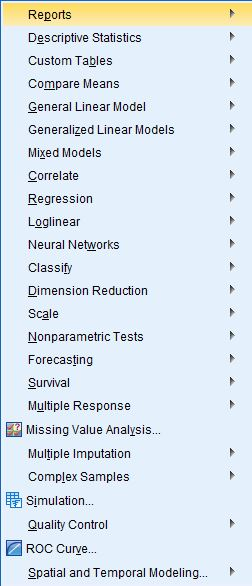 Reports
Descriptive Statistics
Custom Tables
Compare Means
General Linear Model
Generalized Linear Models
Mixed Models
Correlate
Regression
Loglinear
Neural Networks
Classify
Dimension Reduction
Scale
Nonparametric Tests
Forecasting
Survival
Multiple Response
Missing Value Analysis...
Multiple Imputation
Complex Samples
Simulation...
Quality Control
ROC Curve...
Spatial and Temporal Modeling...